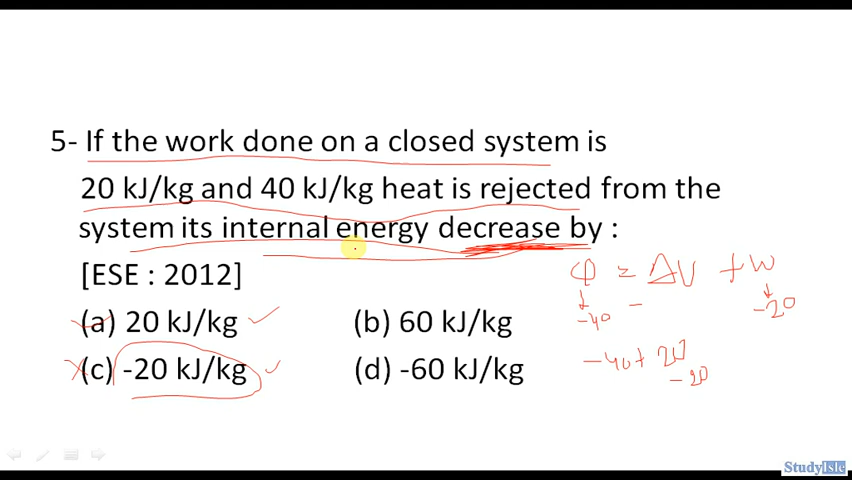 5- If the work done on a closed system is
20 kJ/kg and 40 kJ/kg heat is rejected from the
system its internal energy decrease by :
[ESE : 2012]
(a) 20 kJ/kg
(b) 60 kJ/kg
(c) -20 kJ/kg
(d) -60 kJ/kg
φ = ΔU + W
-40 - -20
-40 + 20
-20
StudyIsle